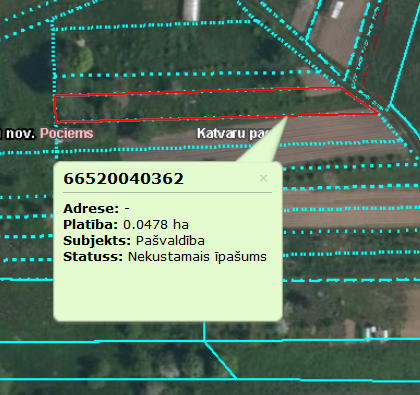 nov. Pociems
Katvaru pa
66520040362
×
Adrese: -
Platība: 0.0478 ha
Subjekts: Pašvaldība
Statuss: Nekustamais īpašums